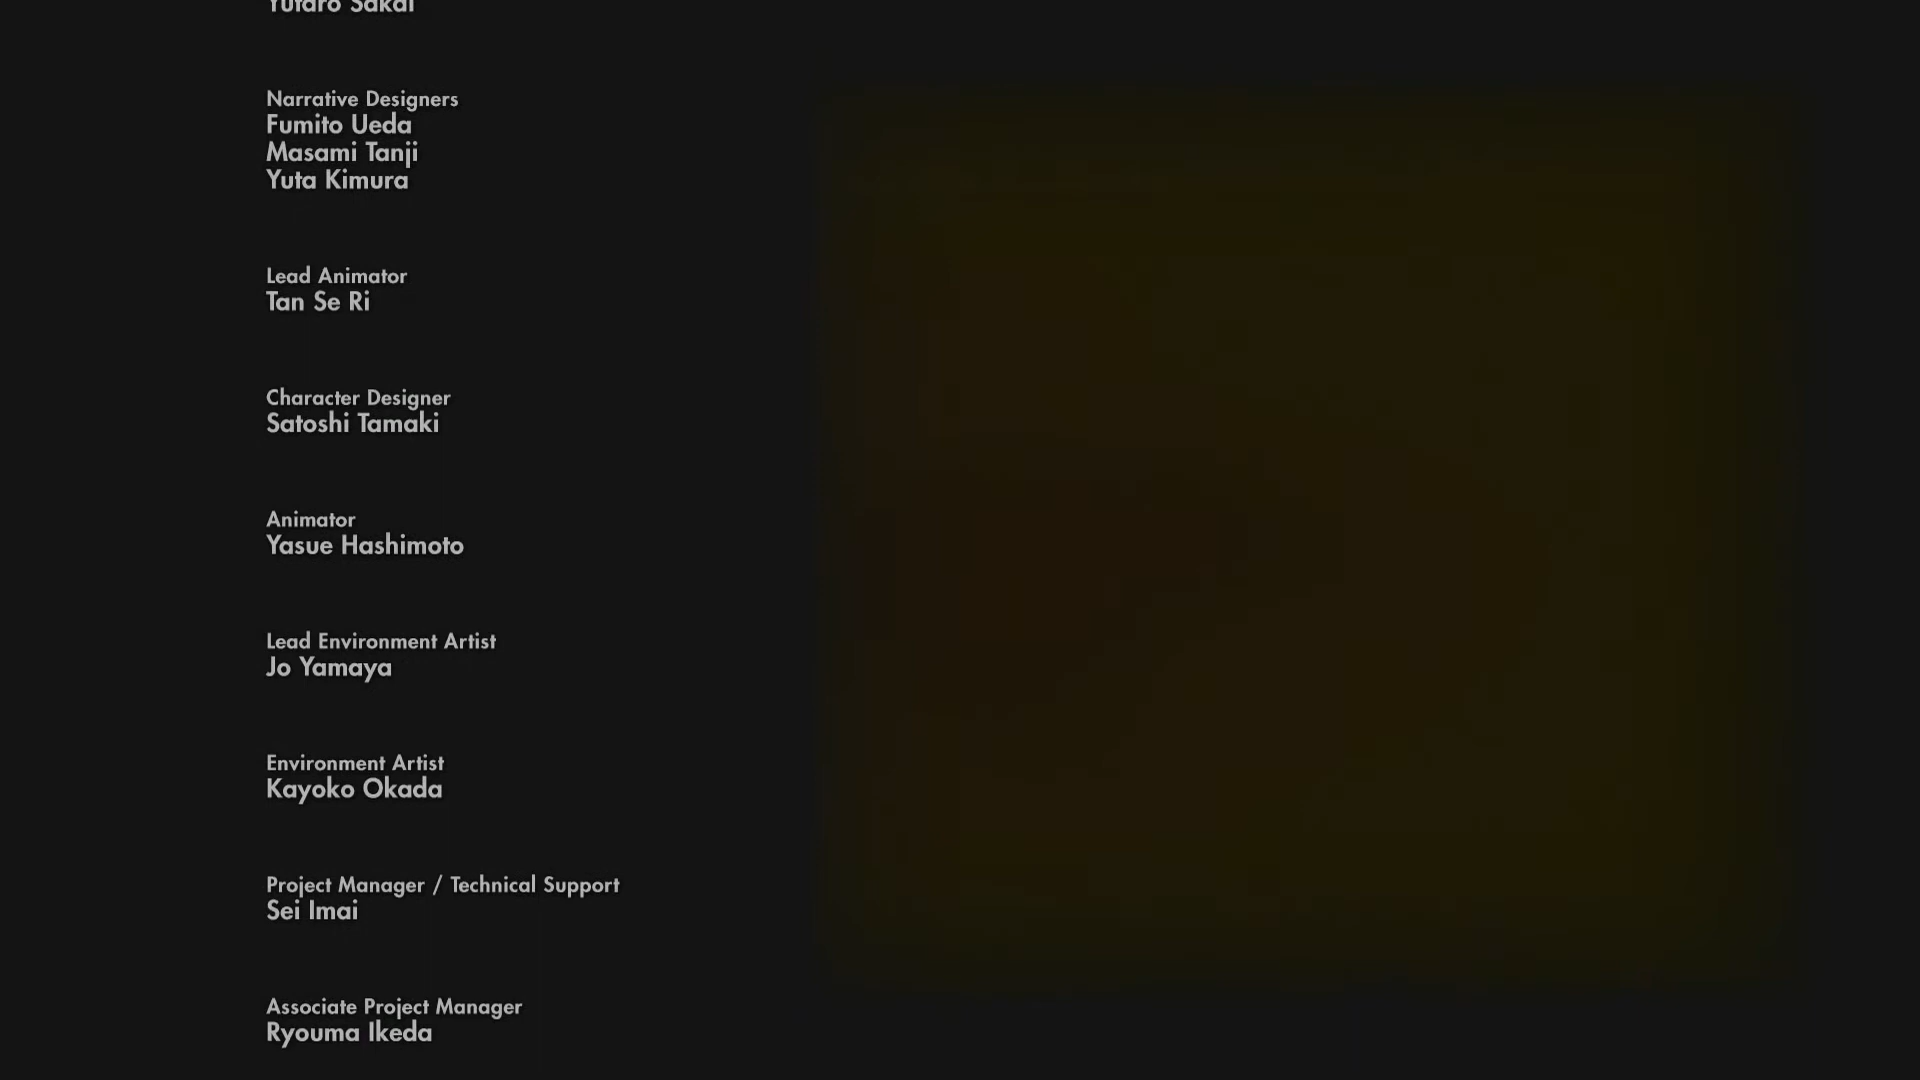 Yutaro Sakai
Narrative Designers
Fumito Ueda
Masami Tanji
Yuta Kimura
Lead Animator
Tan Se Ri
Character Designer
Satoshi Tamaki
Animator
Yasue Hashimoto
Lead Environment Artist
Jo Yamaya
Environment Artist
Kayoko Okada
Project Manager / Technical Support
Sei Imai
Associate Project Manager
Ryouma Ikeda